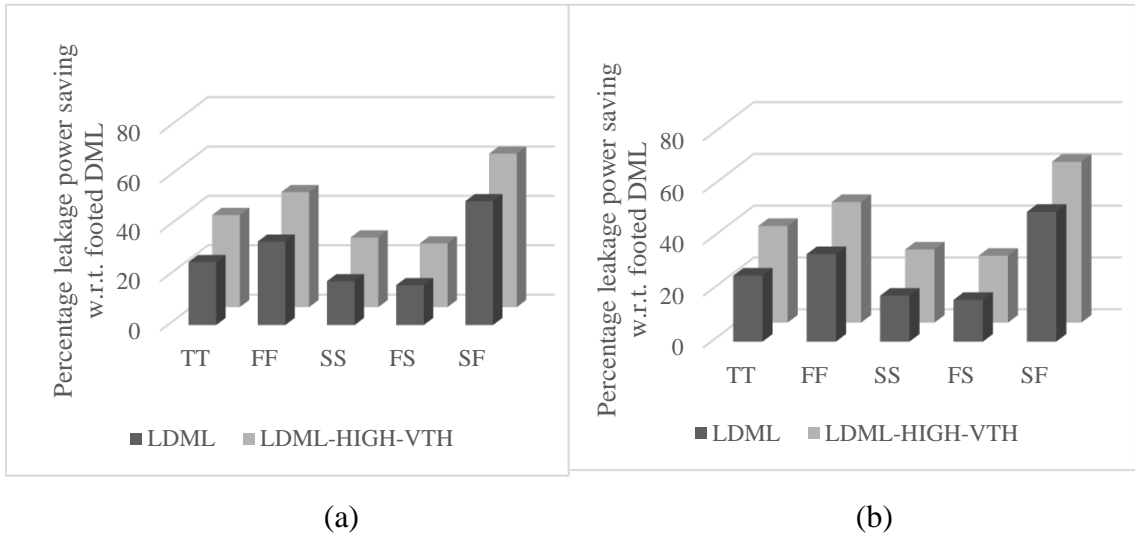 Percentage leakage power saving
w.r.t. footed DML
80
60
40
20
0
TT FF SS FS SF
LDML LDML-HIGH-VTH
(a)
Percentage leakage power saving
w.r.t. footed DML
80
60
40
20
0
TT FF SS FS SF
LDML LDML-HIGH-VTH
(b)